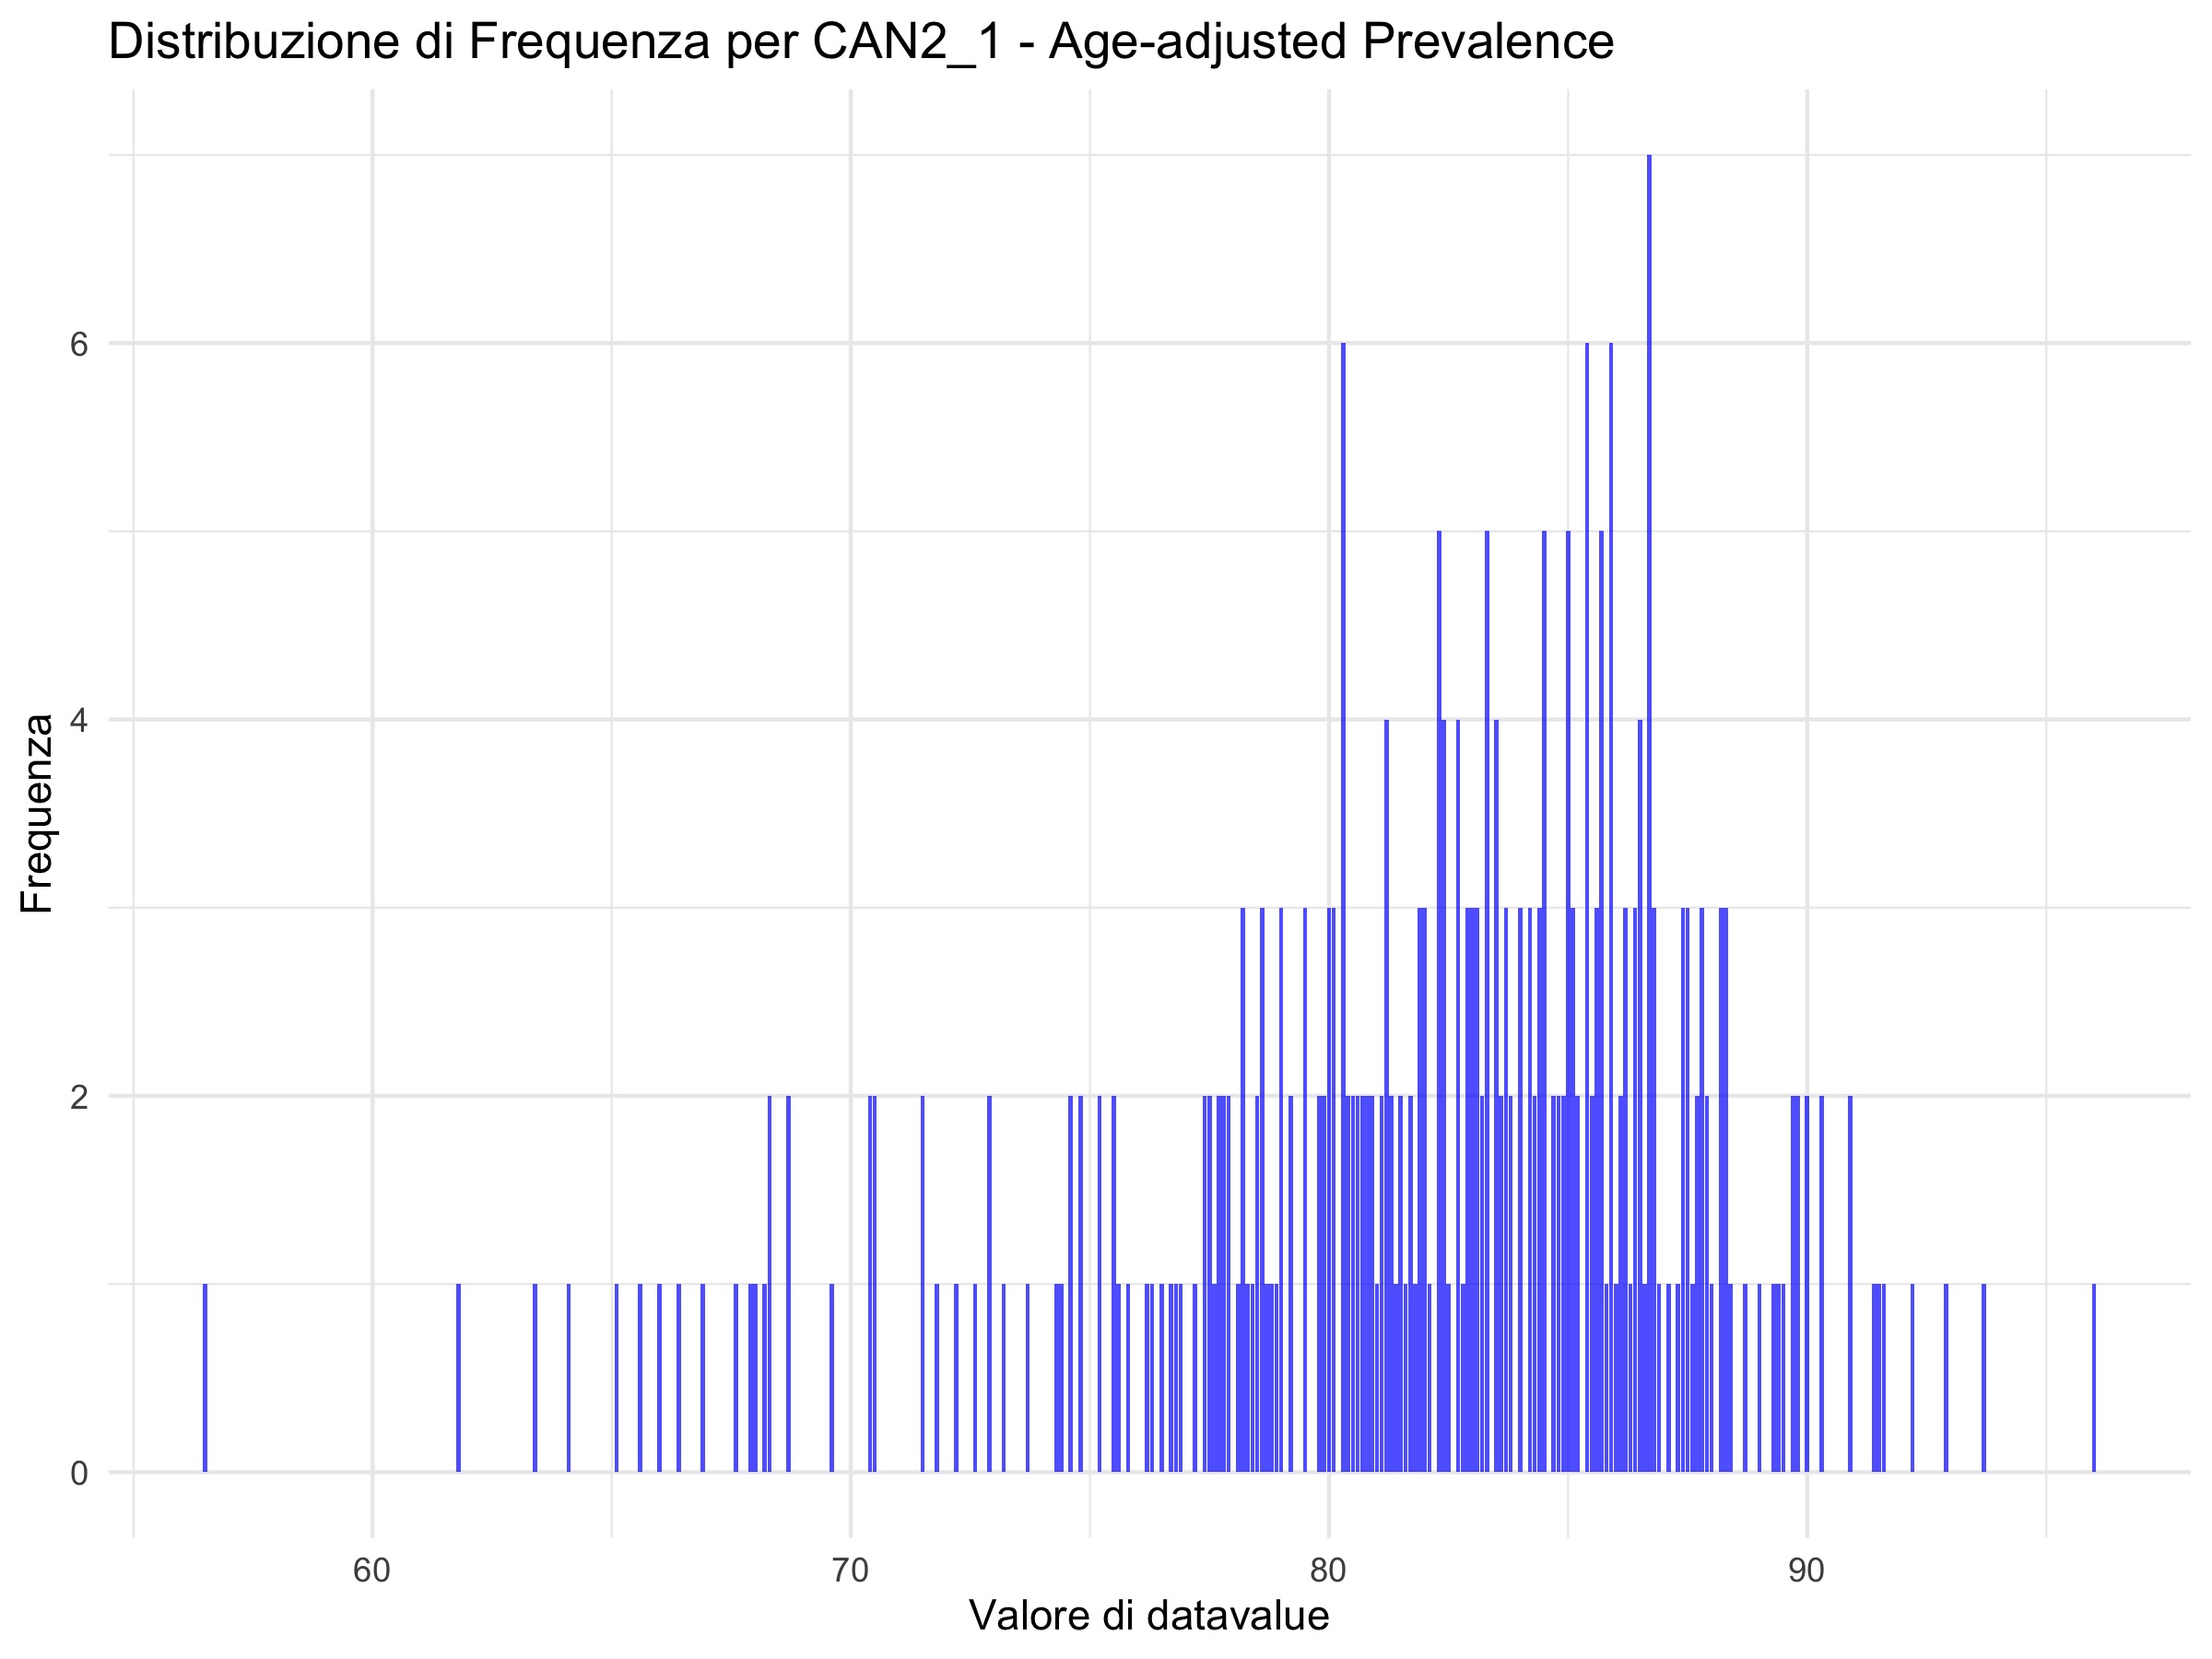 Distribuzione di Frequenza per CAN2_1 - Age-adjusted Prevalence
Frequenza
6
4
2
0
60 70 80 90
Valore di datavalue